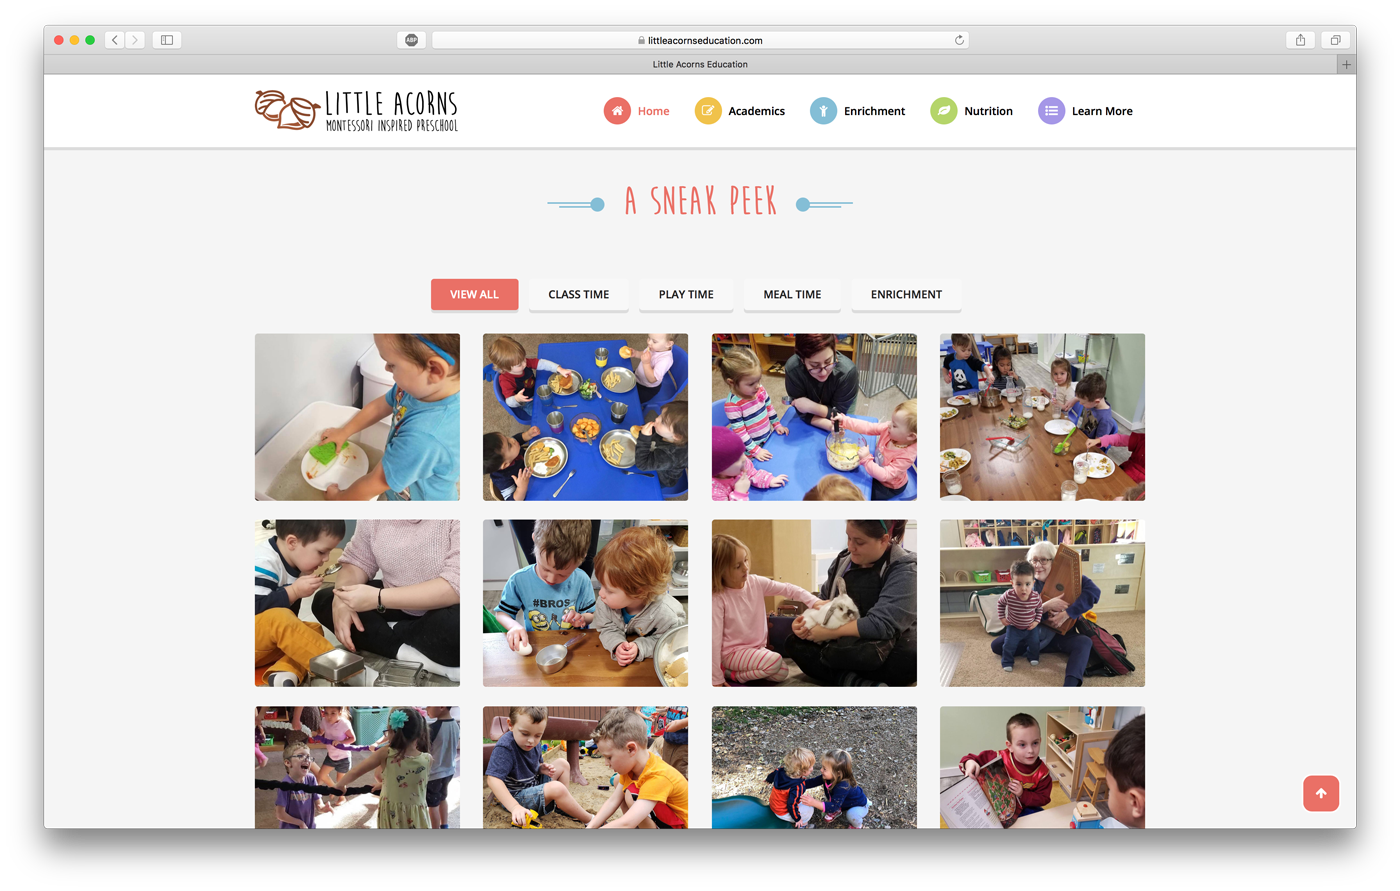 ABP
littleacornseducation.com
Little Acorns Education
LITTLE ACORNS
MONTESSORI INSPIRED PRESCHOOL
Home
Academics
Enrichment
Nutrition
Learn More
A SNEAK PEEK
VIEW ALL
CLASS TIME
PLAY TIME
MEAL TIME
ENRICHMENT
#BROS